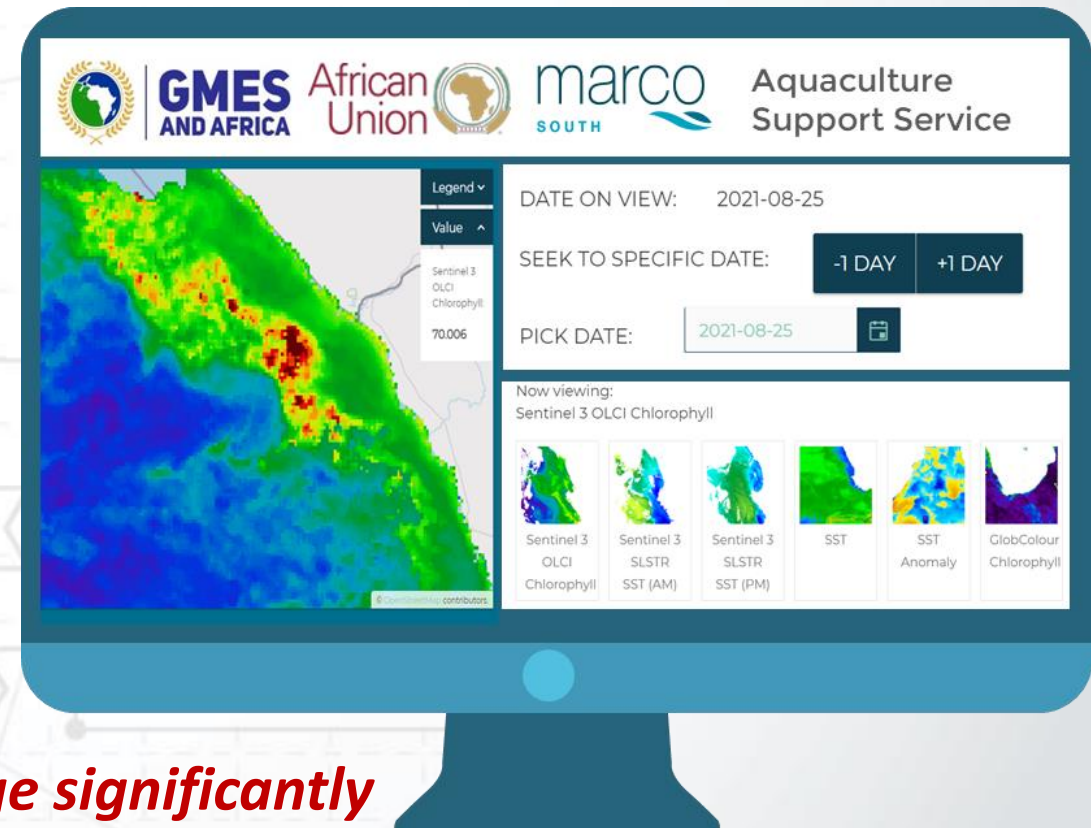 GMES
AND AFRICA
African
Union
marco
SOUTH
Aquaculture
Support Service
Legend
Value
Sentinel 3
OLCI
Chlorophyll:
70.006
© OpenStreetMap contributors.
DATE ON VIEW: 2021-08-25
SEEK TO SPECIFIC DATE: -1 DAY +1 DAY
PICK DATE: 2021-08-25
Now viewing:
Sentinel 3 OLCI Chlorophyll
Sentinel 3
OLCI
Chlorophyll
Sentinel 3
SLSTR
SST (AM)
Sentinel 3
SLSTR
SST (PM)
SST
SST
Anomaly
GlobColour
Chlorophyll
significantly